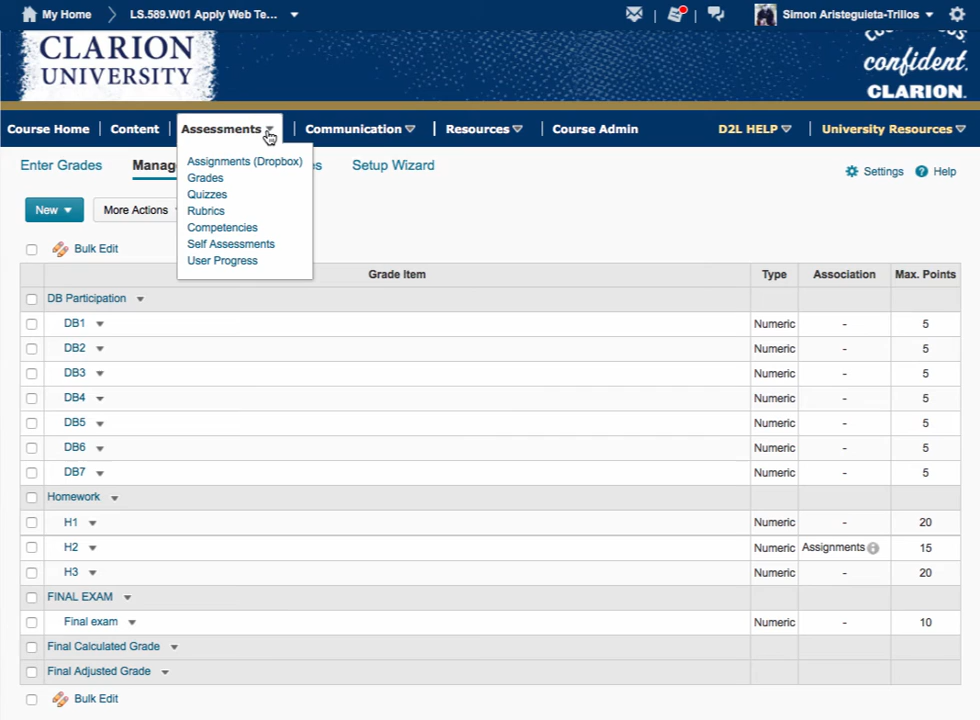 My Home
LS.589.W01 Apply Web Te...
Simon Aristeguieta-Trillos
CLARION
UNIVERSITY
confident.
CLARION.
Course Home
Content
Assessments
Communication
Resources
Course Admin
D2L HELP
University Resources
Enter Grades
Manag
es
Setup Wizard
Settings
Help
Assignments (Dropbox)
Grades
Quizzes
Rubrics
Competencies
Self Assessments
User Progress
New
More Actions
Bulk Edit
Grade Item Type Association Max. Points
DB Participation
DB1 Numeric - 5
DB2 Numeric - 5
DB3 Numeric - 5
DB4 Numeric - 5
DB5 Numeric - 5
DB6 Numeric - 5
DB7 Numeric - 5
Homework
H1 Numeric - 20
H2 Numeric Assignments 15
H3 Numeric - 20
FINAL EXAM
Final exam Numeric - 10
Final Calculated Grade
Final Adjusted Grade
Bulk Edit